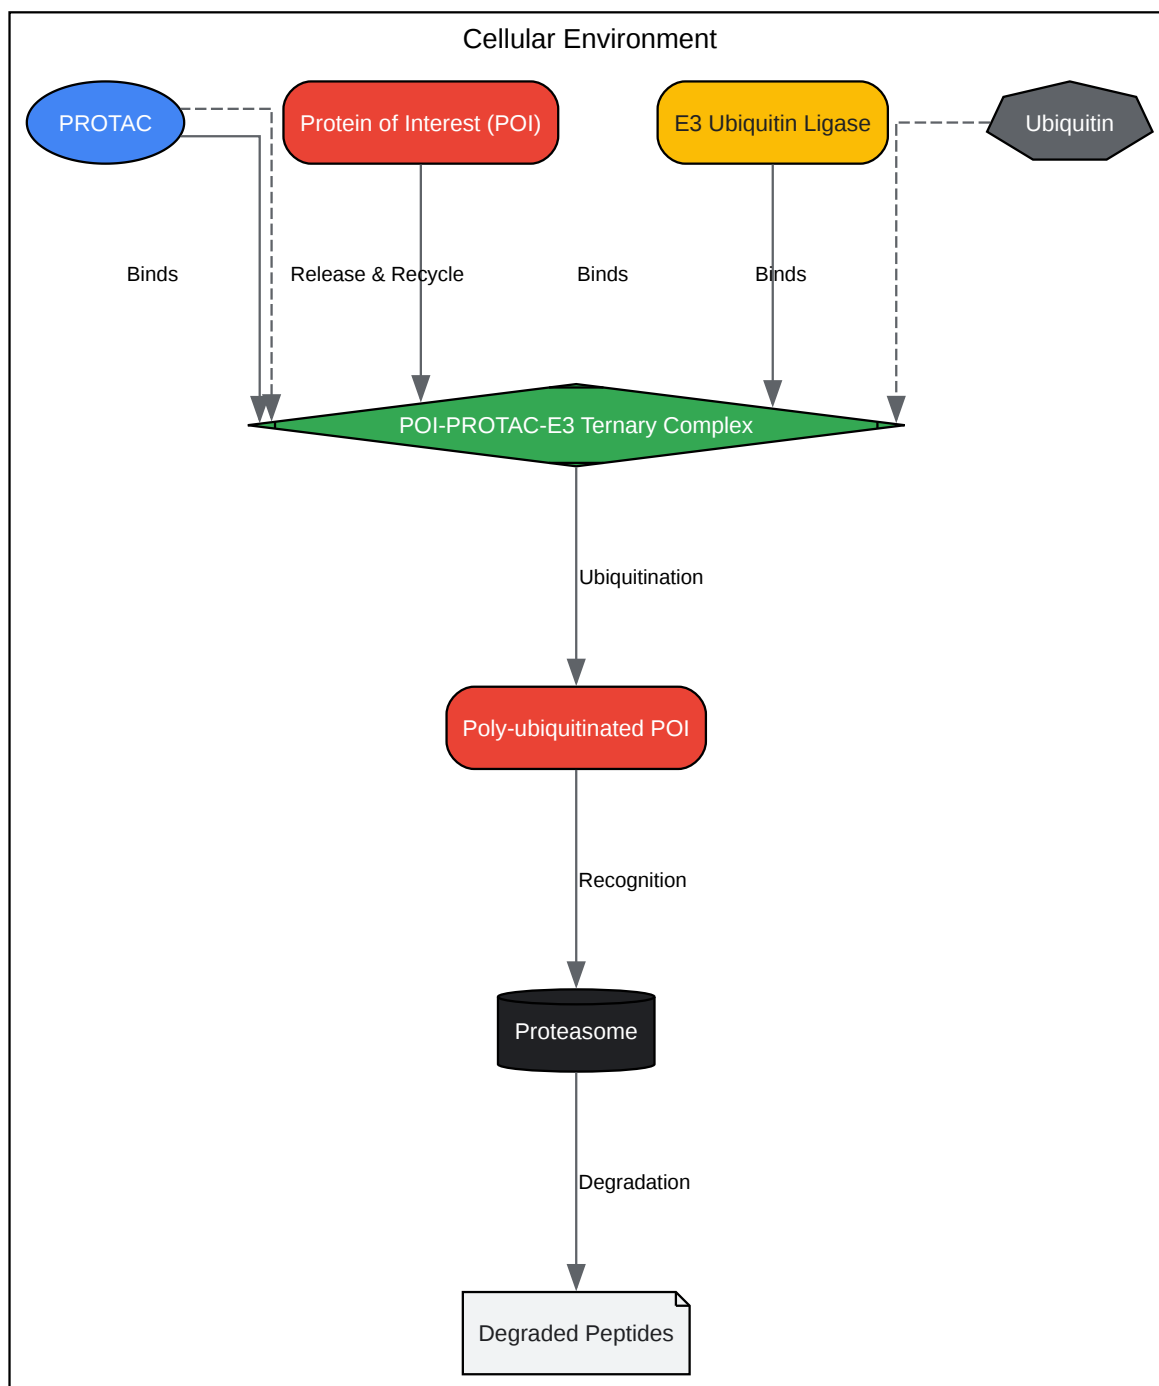 Cellular Environment
PROTAC
Protein of Interest (POI)
E3 Ubiquitin Ligase
Ubiquitin
Binds
Release & Recycle
Binds
Binds
POI-PROTAC-E3 Ternary Complex
Ubiquitination
Poly-ubiquitinated POI
Recognition
Proteasome
Degradation
Degraded Peptides